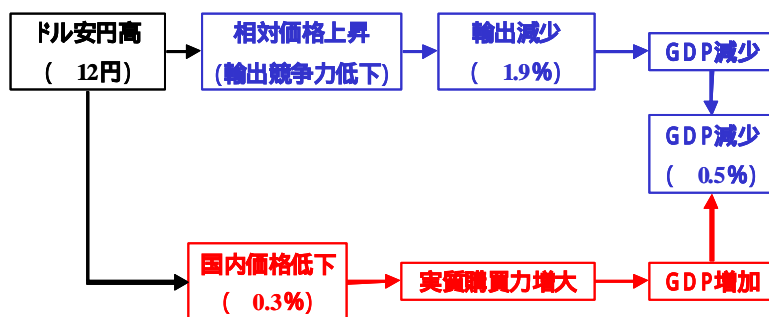 ドル安円高
( 12円)
相対価格上昇
(輸出競争力低下)
輸出減少
( 1.9%)
GDP減少
GDP減少
( 0.5%)
国内価格低下
( 0.3%)
実質購買力増大
GDP増加